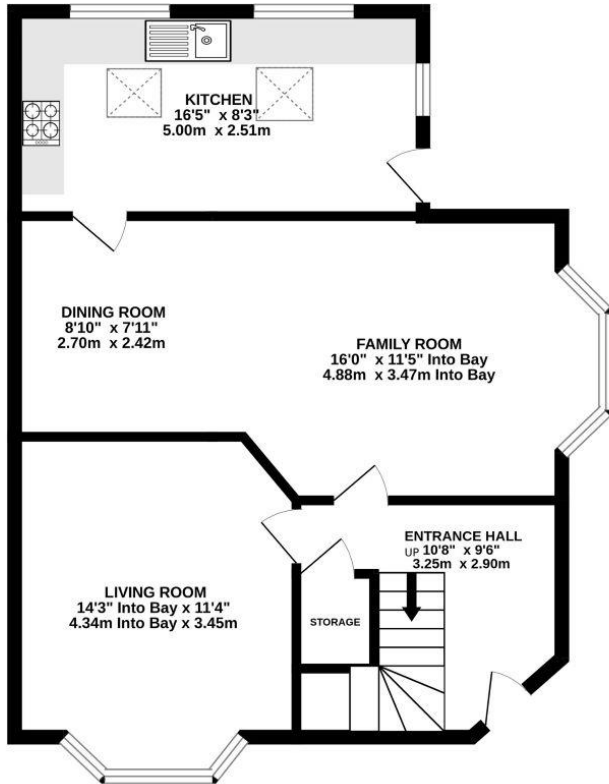 KITCHEN
16'5" x 8'3"
5.00m x 2.51m
DINING ROOM
8'10" x 7'11"
2.70m x 2.42m
FAMILY ROOM
16'0" x 11'5" Into Bay
4.88m x 3.47m Into Bay
ENTRANCE HALL
UP 10'8" x 9'6"
3.25m x 2.90m
LIVING ROOM
14'3" Into Bay x 11'4"
4.34m Into Bay x 3.45m
STORAGE